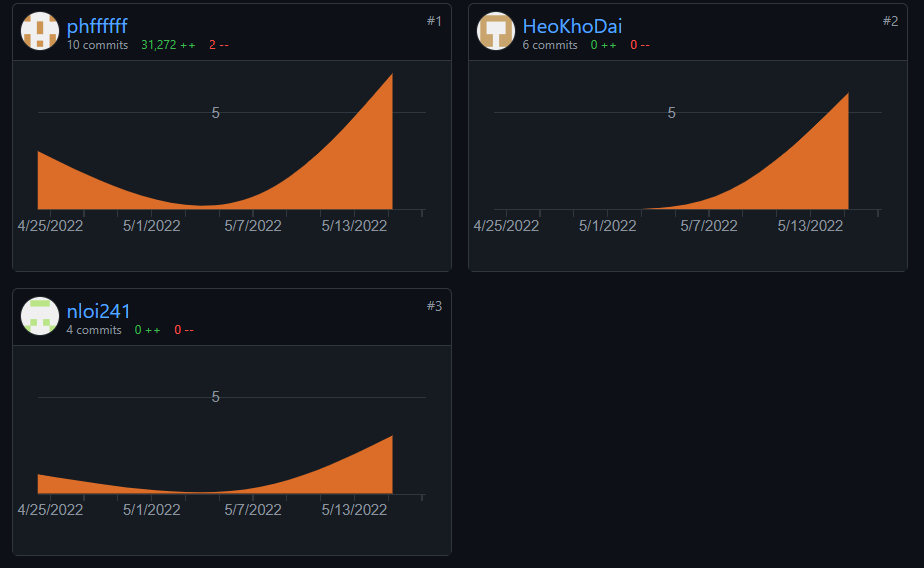 phffffff #1
10 commits 31,272 ++ 2 --
5
4/25/2022 5/1/2022 5/7/2022 5/13/2022
HeoKhoDai #2
6 commits 0 ++ 0 --
5
4/25/2022 5/1/2022 5/7/2022 5/13/2022
nloi241 #3
4 commits 0 ++ 0 --
5
4/25/2022 5/1/2022 5/7/2022 5/13/2022